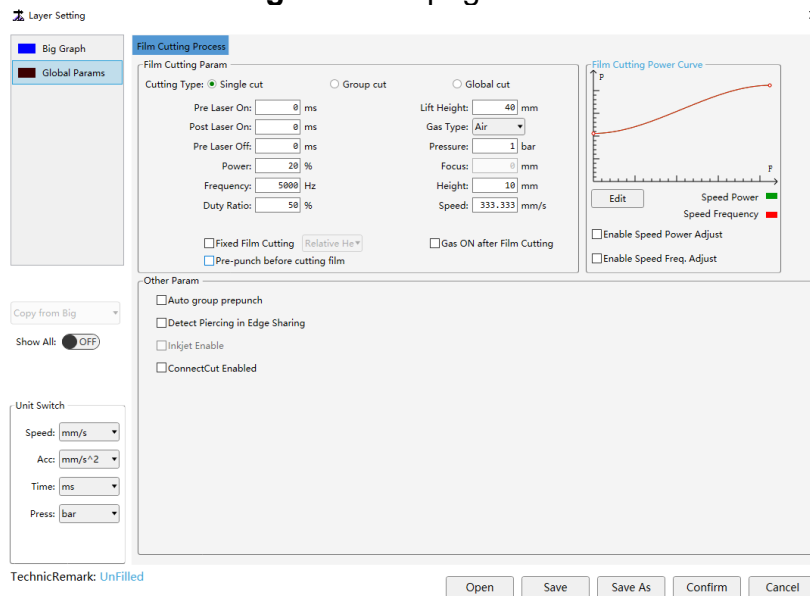 Layer Setting
Big Graph
Global Params
Film Cutting Process
Film Cutting Param
Cutting Type: Single cut Group cut Global cut
Pre Laser On: 0 ms Lift Height: 40 mm
Post Laser On: 0 ms Gas Type: Air
Pre Laser Off: 0 ms Pressure: 1 bar
Power: 20 % Focus: 0 mm
Frequency: 5000 Hz Height: 10 mm
Duty Ratio: 50 % Speed: 333.333 mm/s
Fixed Film Cutting Relative He Gas ON after Film Cutting
Pre-punch before cutting film
Film Cutting Power Curve
P
P
Edit Speed Power
Speed Frequency
Enable Speed Power Adjust
Enable Speed Freq. Adjust
Other Param
Auto group prepunch
Detect Piercing in Edge Sharing
Inkjet Enable
ConnectCut Enabled
Copy from Big
Show All: OFF
Unit Switch
Speed: mm/s
Acc: mm/s^2
Time: ms
Press: bar
TechnicRemark: UnFilled
Open Save Save As Confirm Cancel